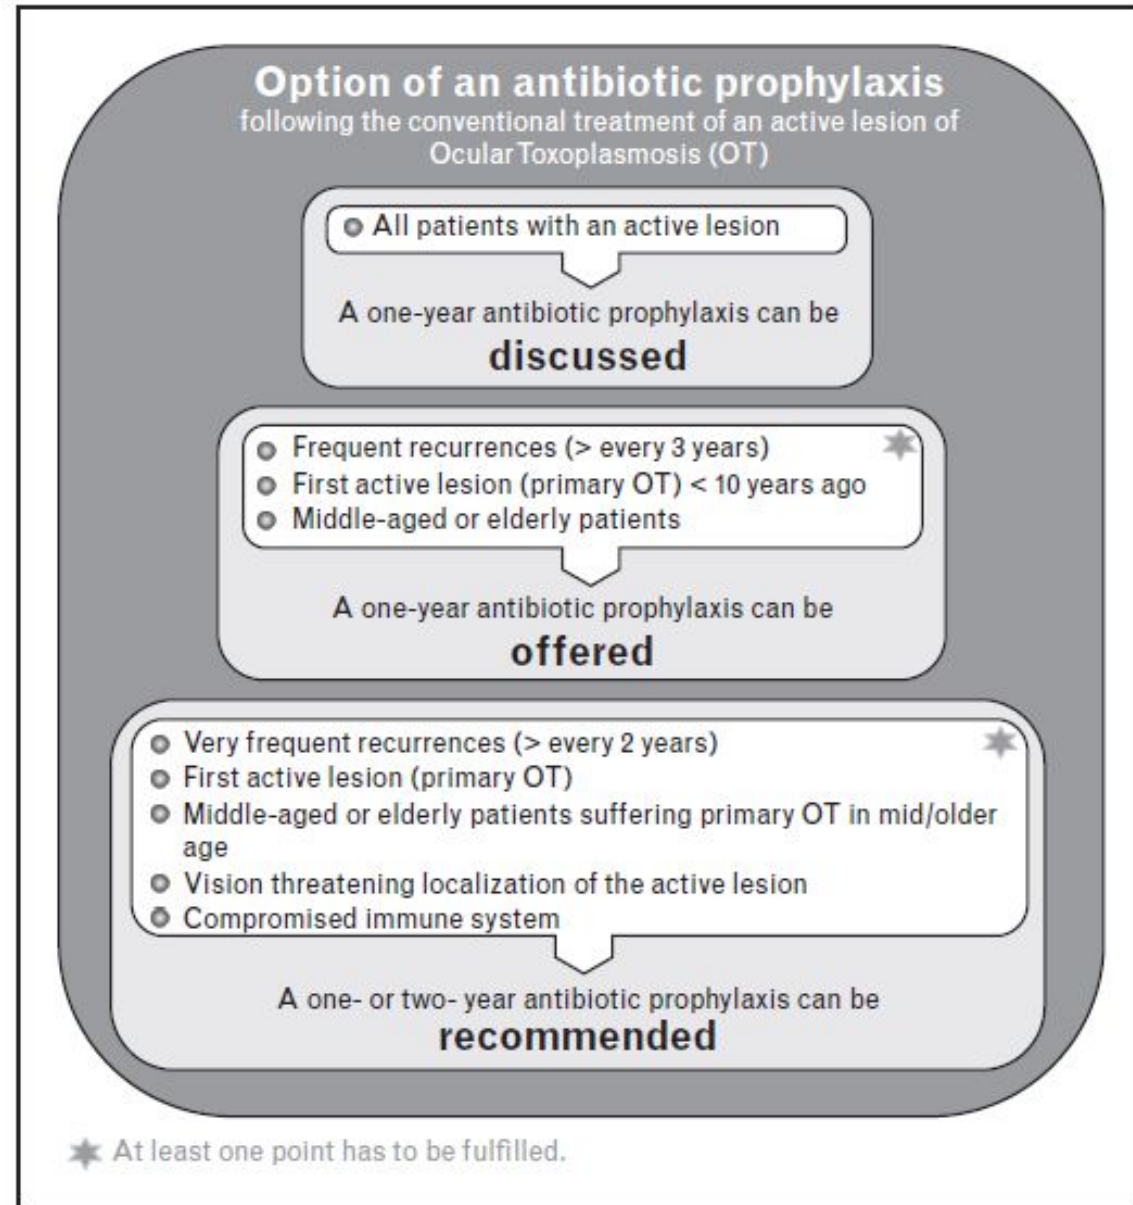 Option of an antibiotic prophylaxis
following the conventional treatment of an active lesion of
Ocular Toxoplasmosis (OT)
All patients with an active lesion
A one-year antibiotic prophylaxis can be
discussed
Frequent recurrences (> every 3 years)
First active lesion (primary OT) < 10 years ago
Middle-aged or elderly patients
A one-year antibiotic prophylaxis can be
offered
Very frequent recurrences (> every 2 years)
First active lesion (primary OT)
Middle-aged or elderly patients suffering primary OT in mid/older
age
Vision threatening localization of the active lesion
Compromised immune system
A one- or two- year antibiotic prophylaxis can be
recommended
At least one point has to be fulfilled.